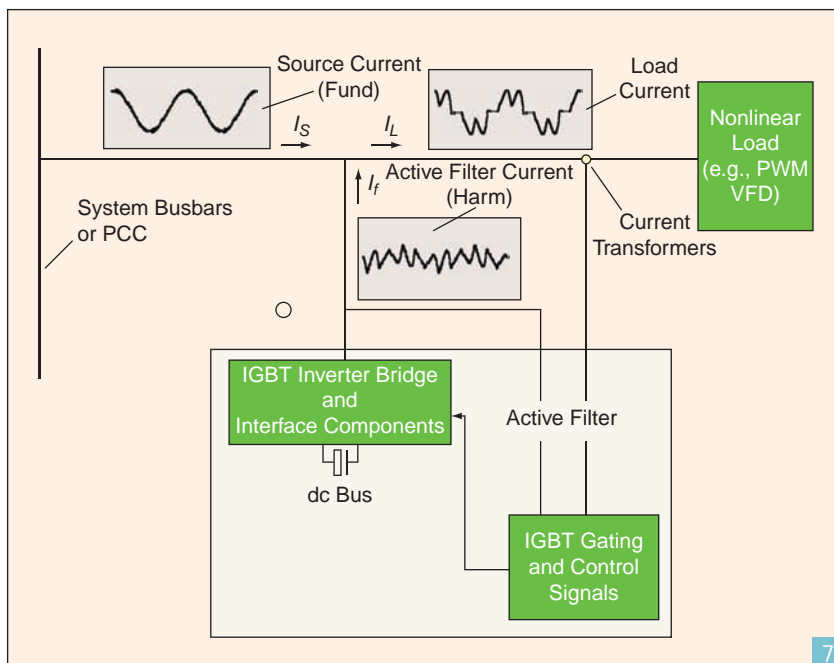 Source Current
(Fund)
Load
Current
Nonlinear
Load
(e.g., PWM
VFD)
I_S
I_L
I_f
Active Filter Current
(Harm)
System Busbars
or PCC
Current
Transformers
IGBT Inverter Bridge
and
Interface Components
Active Filter
dc Bus
IGBT Gating
and Control
Signals
7